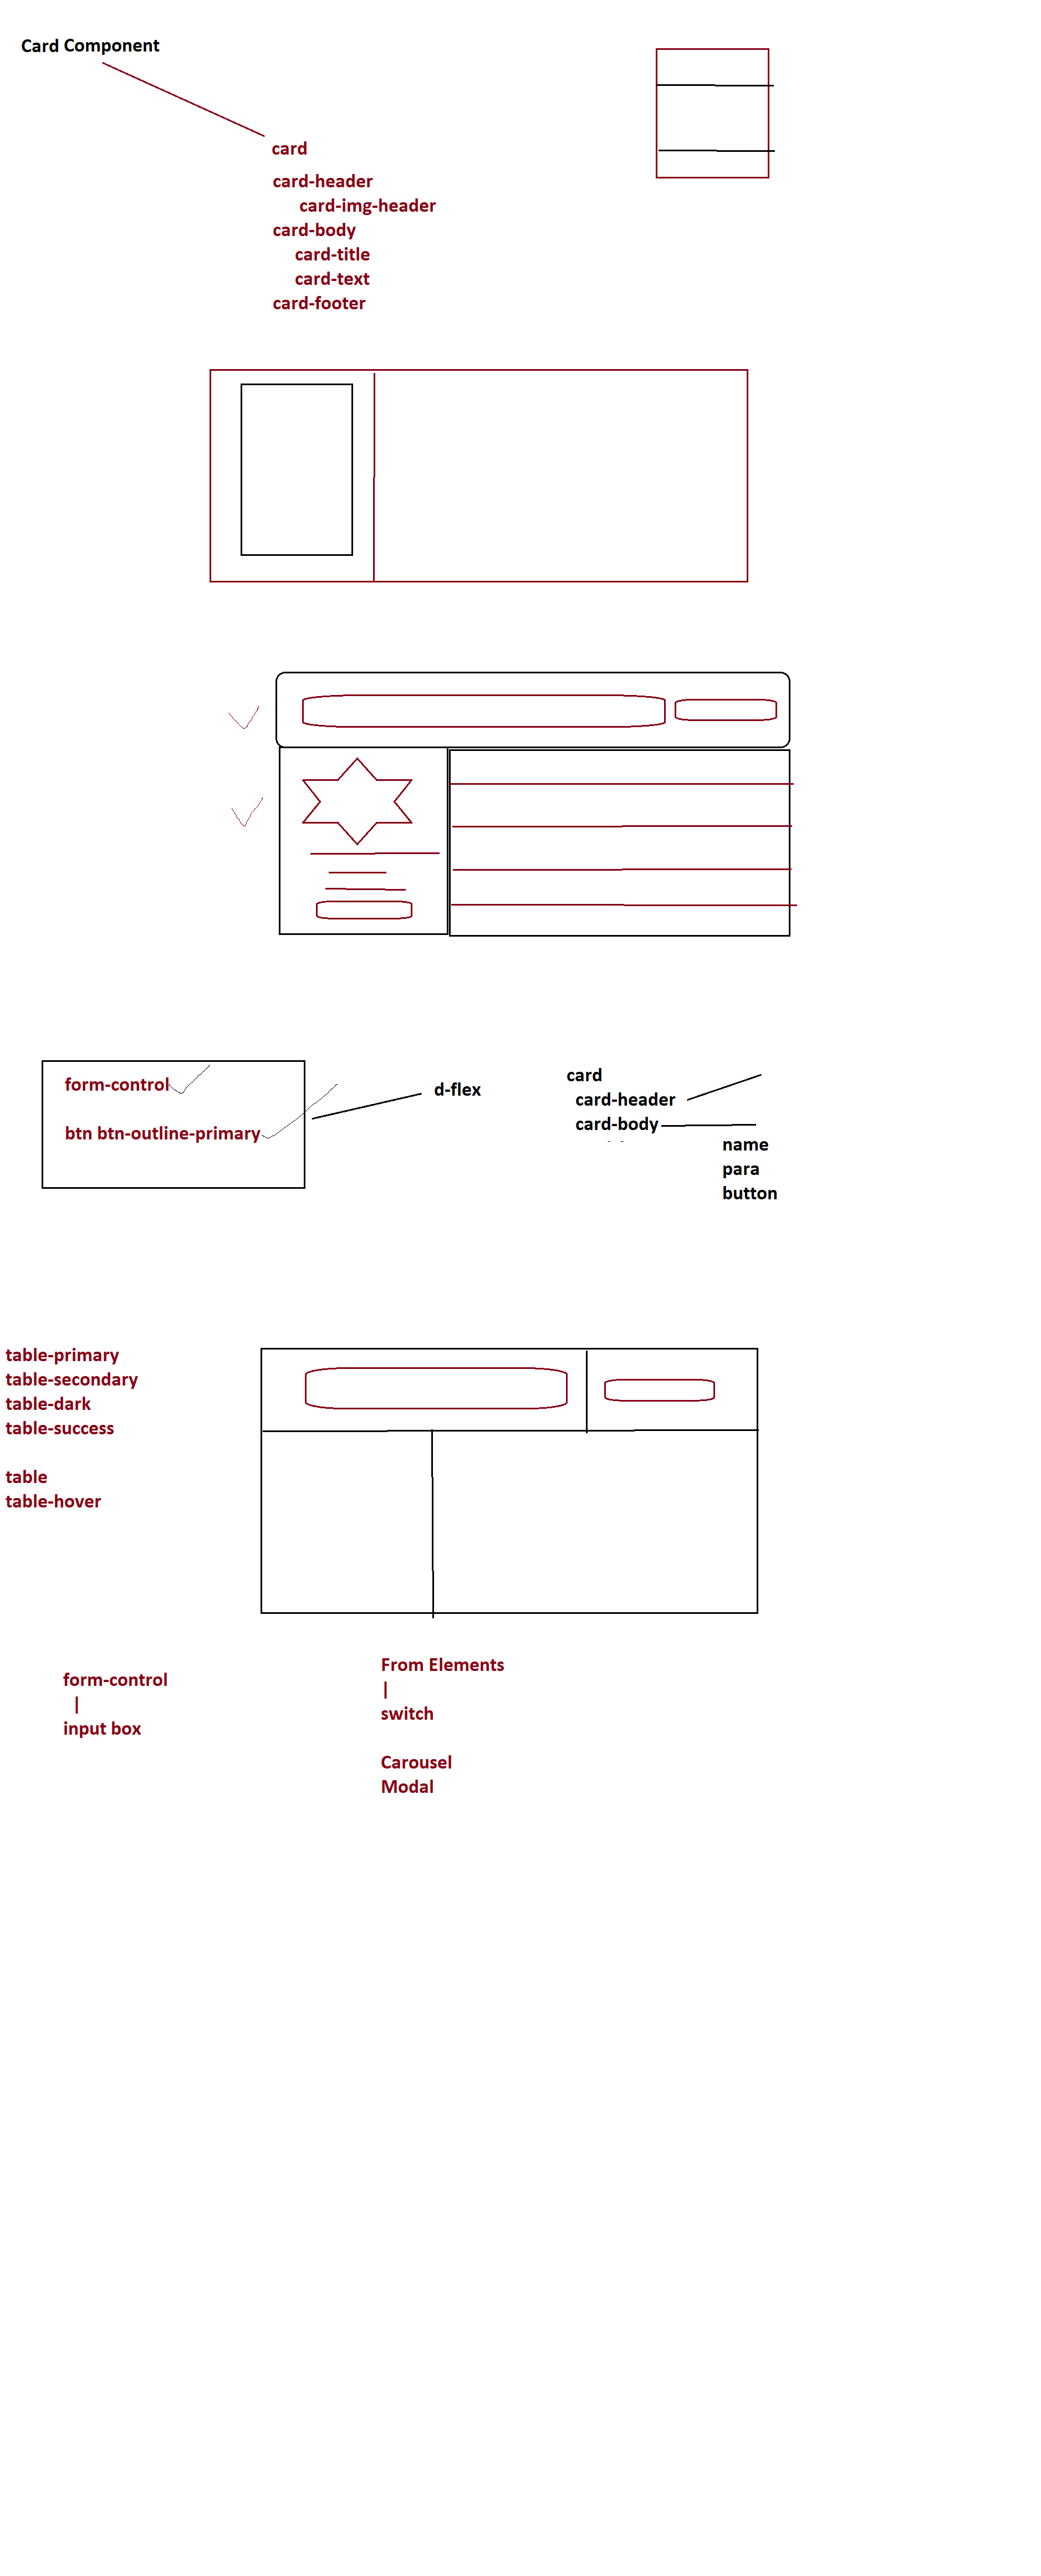 Card Component
card
card-header
card-img-header
card-body
card-title
card-text
card-footer
form-control
btn btn-outline-primary
d-flex
card
card-header
card-body
name
para
button
table-primary
table-secondary
table-dark
table-success
table
table-hover
form-control
|
input box
From Elements
|
switch
Carousel
Modal